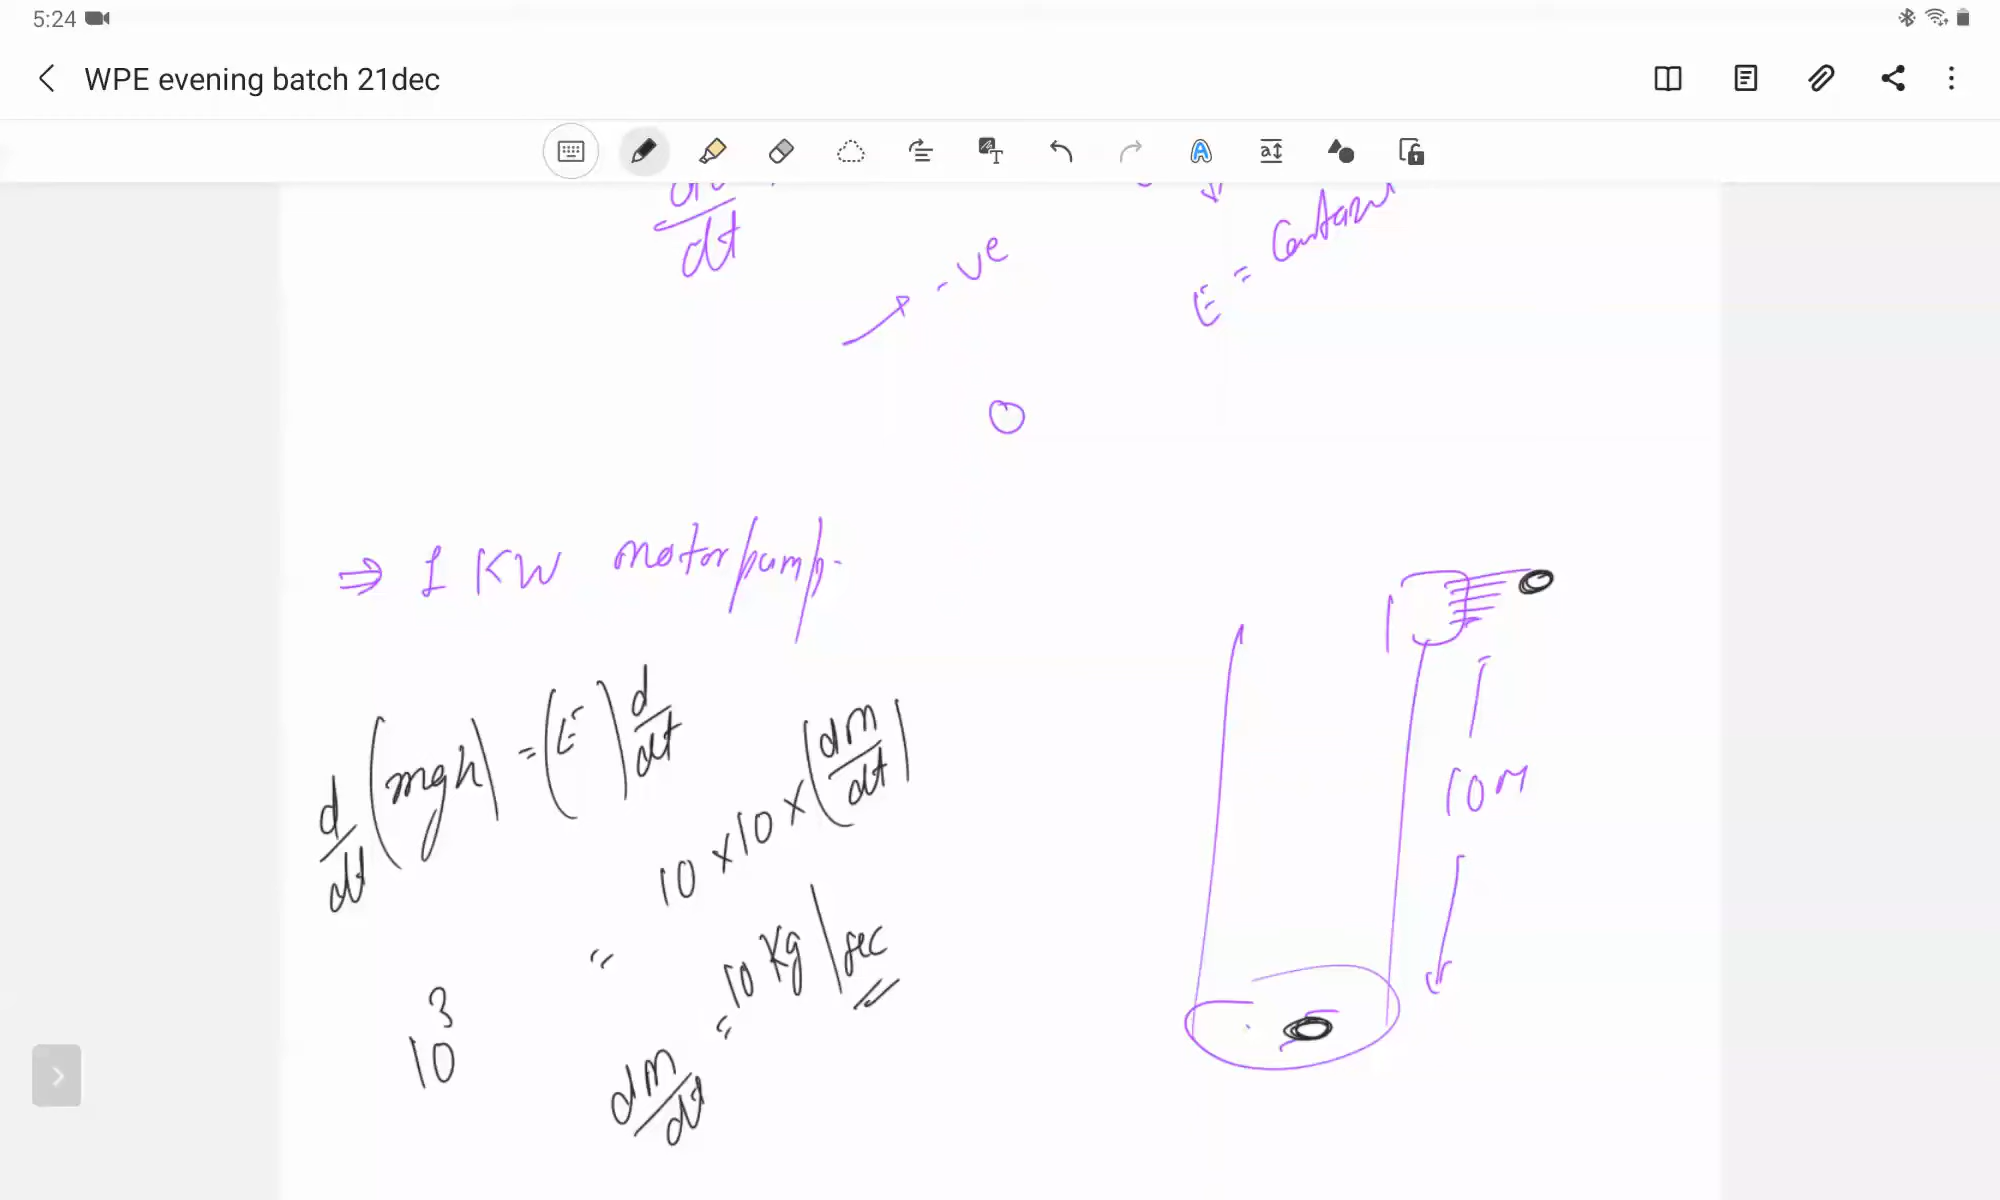 5:24
WPE evening batch 21dec
T
A
a
dt
- ve
E = Constant
⇒ 1 KW motor pump.
d/dt (mgh) = (E) d/dt
10^3 = 10 × 10 × (dm/dt)
dm/dt = 10 Kg/sec
10M